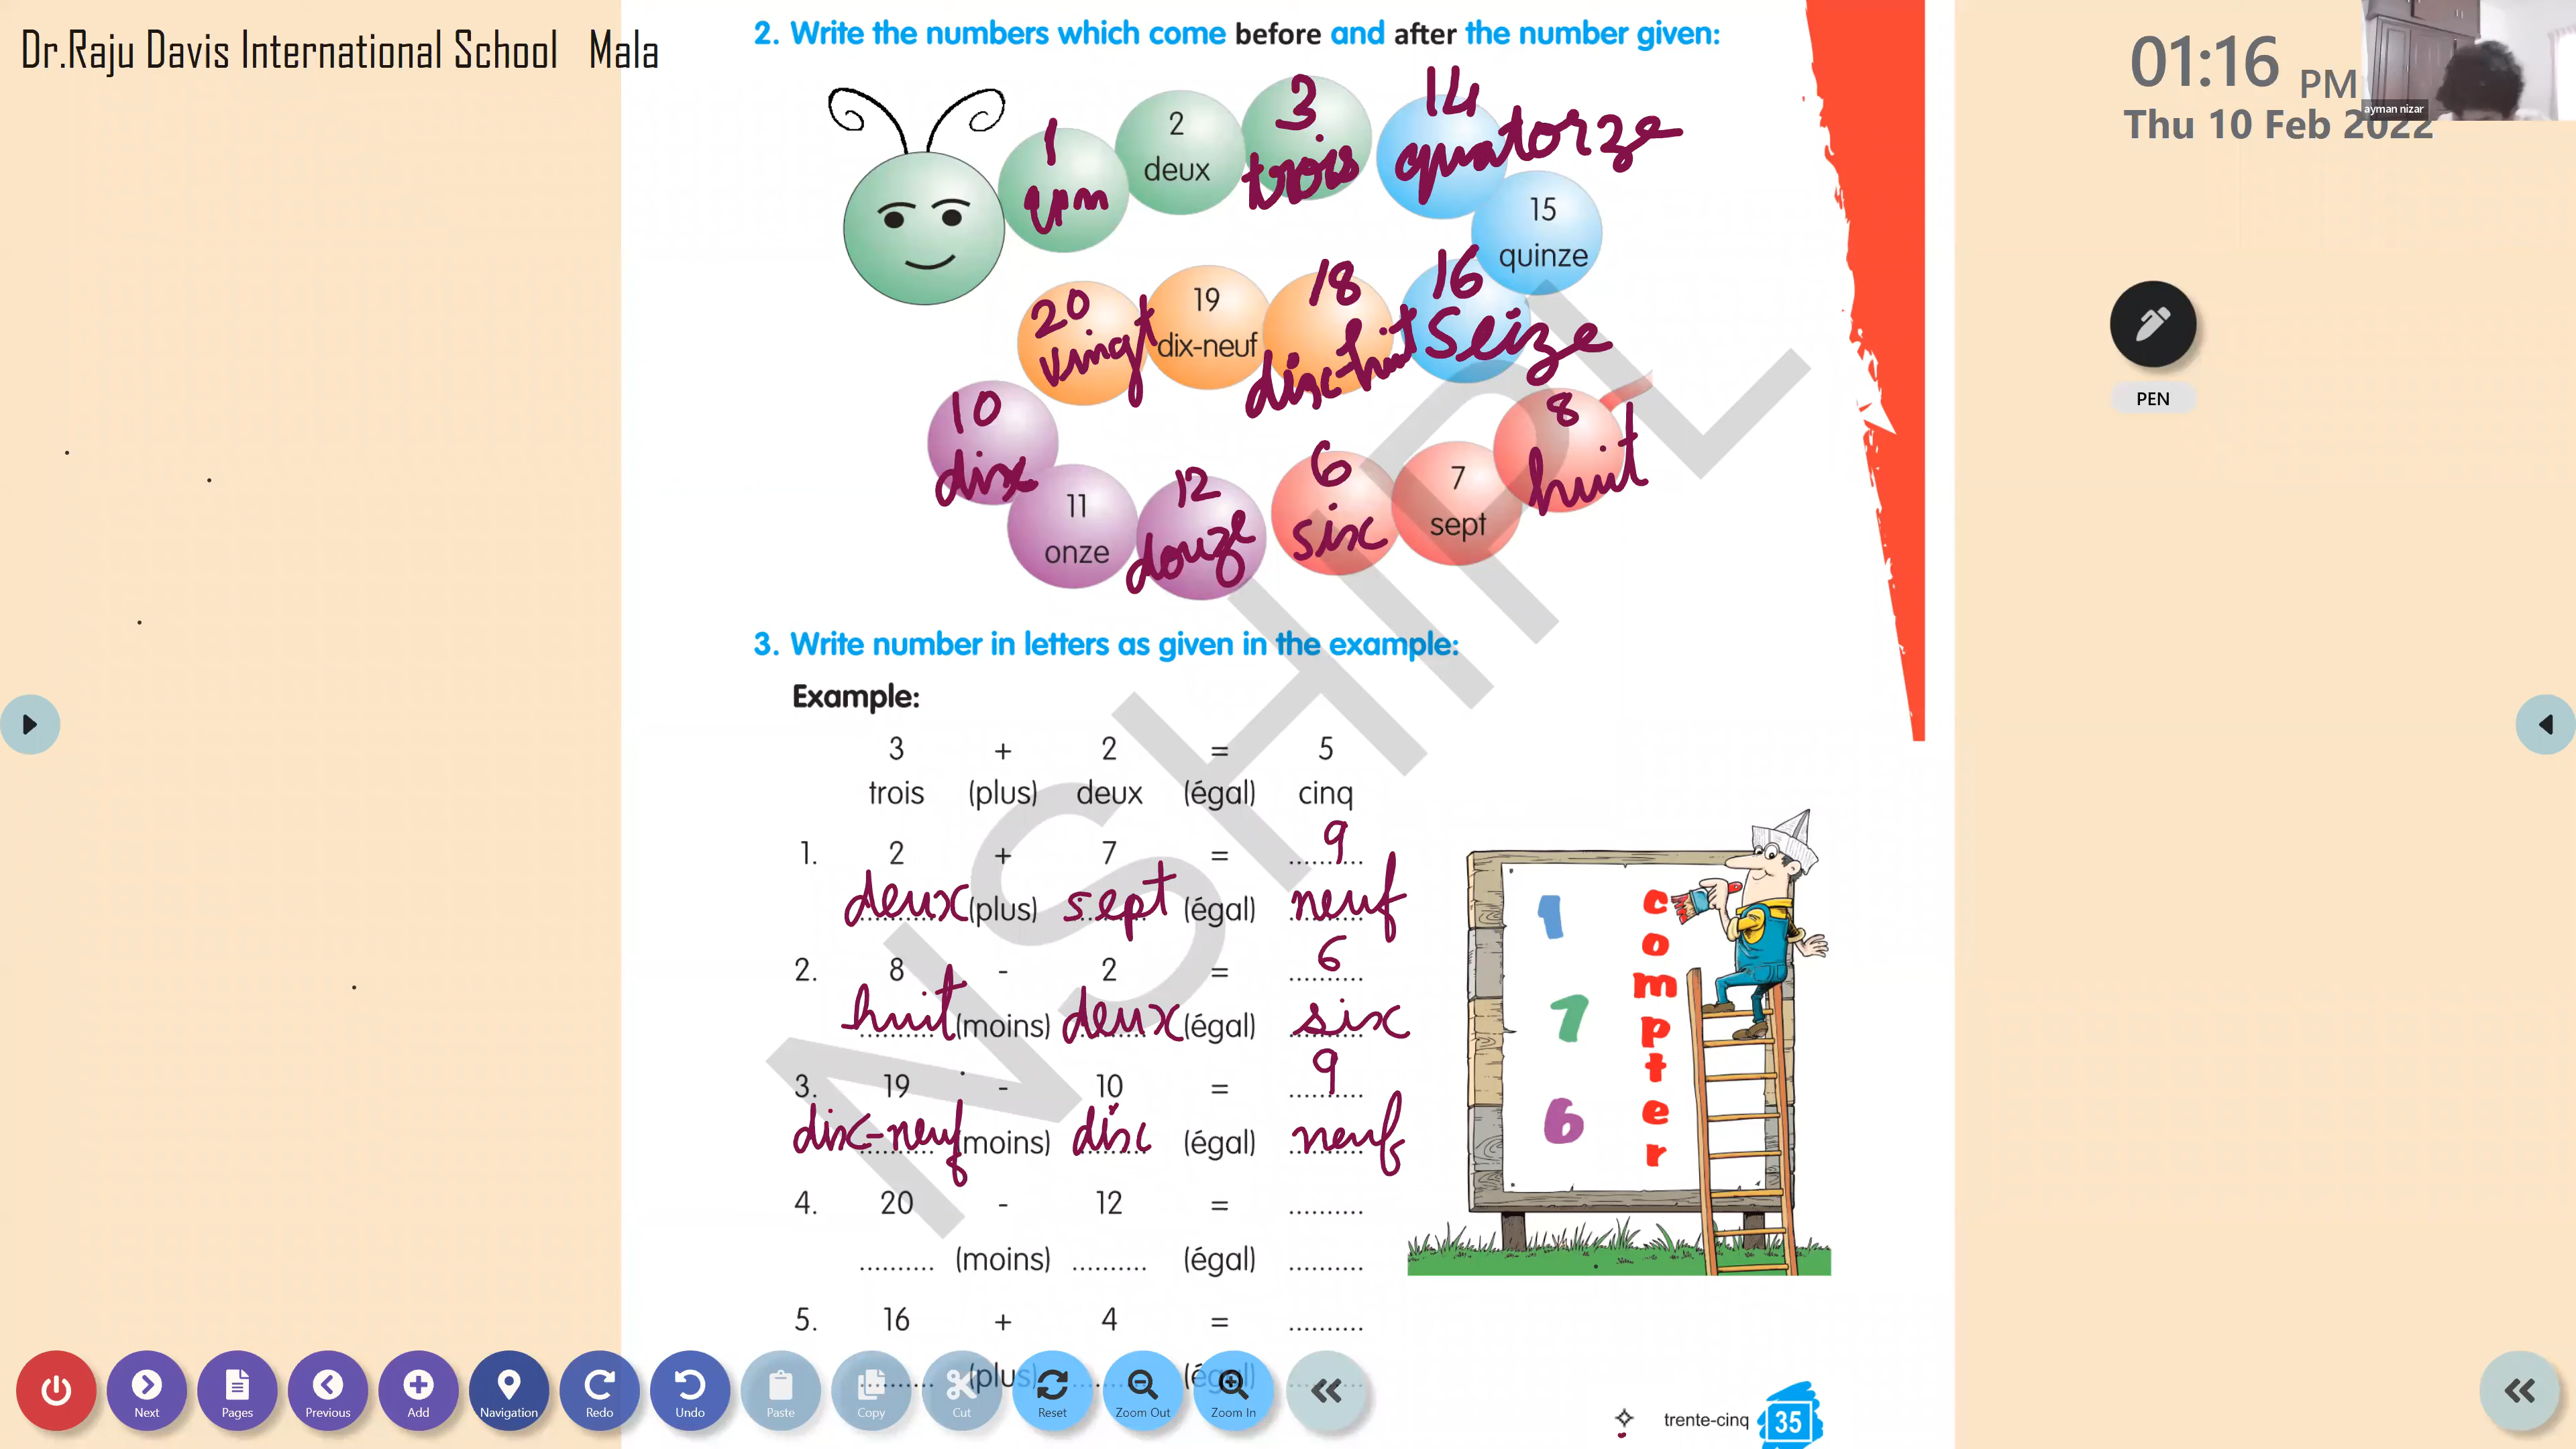 Dr.Raju Davis International School Mala
01:16 PM
Thu 10 Feb 2022
ayman nizar
PEN
2. Write the numbers which come before and after the number given:
1
2
deux
3
trois
14
quatorze
15
quinze
16
seize
18
dix-huit
19
dix-neuf
20
vingt
10
dix
11
onze
12
douze
6
six
7
sept
8
huit
3. Write number in letters as given in the example:
Example:
3 + 2 = 5
trois (plus) deux (égal) cinq
1. 2 + 7 = 9
deux (plus) sept (égal) neuf
2. 8 - 2 = 6
huit (moins) deux (égal) six
3. 19 - 10 = 9
dix-neuf (moins) dix (égal) neuf
4. 20 - 12 = ..........
.......... (moins) .......... (égal) ..........
5. 16 + 4 = ..........
.......... (plus) .......... (égal) ..........
1 7 6
compter
NSHIPL
trente-cinq 35
Next Pages Previous Add Navigation Redo Undo Paste Copy Cut Reset Zoom Out Zoom In